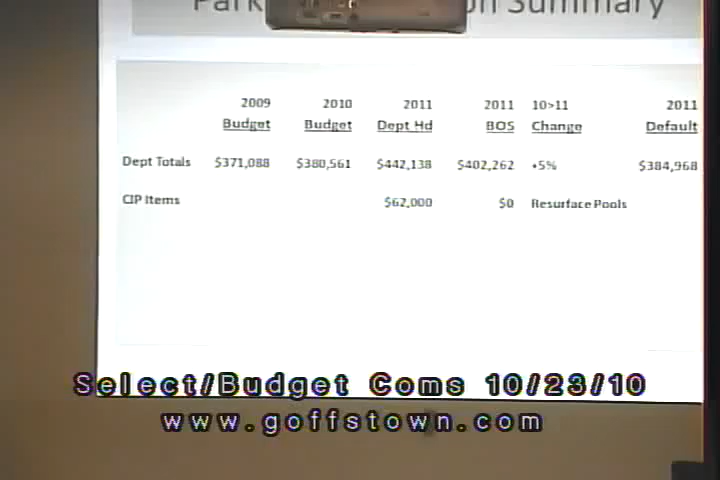 Park on Summary
2009 2010 2011 2011 10>11 2011
Budget Budget Dept Hd BOS Change Default
Dept Totals $371,088 $380,561 $442,138 $402,262 +5% $384,968
CIP Items $62,000 $0 Resurface Pools
Select/Budget Coms 10/23/10
www.goffstown.com